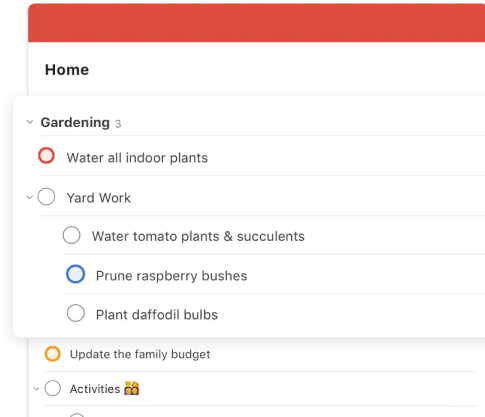 Home
Gardening 3
Water all indoor plants
Yard Work
Water tomato plants & succulents
Prune raspberry bushes
Plant daffodil bulbs
Update the family budget
Activities 👨‍👩‍👧‍👦